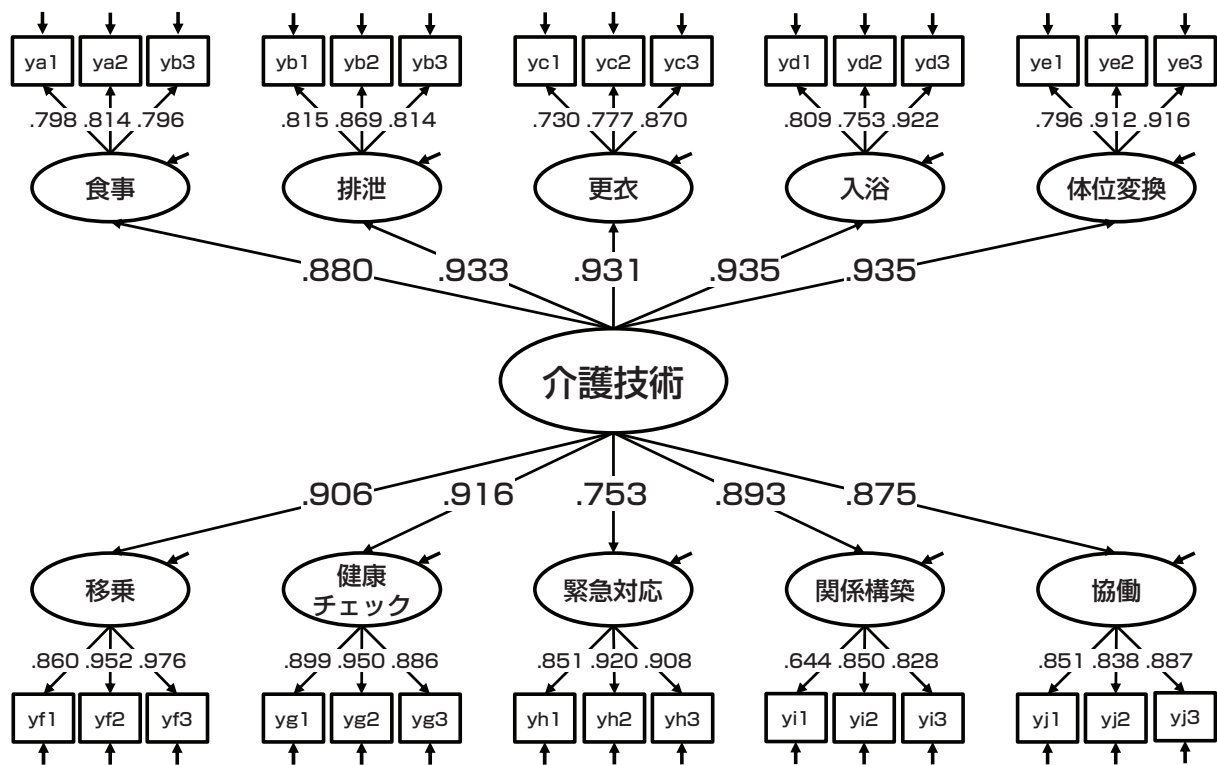 ya1 ya2 yb3 yb1 yb2 yb3 yc1 yc2 yc3 yd1 yd2 yd3 ye1 ye2 ye3
.798 .814 .796 .815 .869 .814 .730 .777 .870 .809 .753 .922 .796 .912 .916
食事 排泄 更衣 入浴 体位変換
.880 .933 .931 .935 .935
介護技術
.906 .916 .753 .893 .875
移乗 健康 緊急対応 関係構築 協働
チェック
.860 .952 .976 .899 .950 .886 .851 .920 .908 .644 .850 .828 .851 .838 .887
yf1 yf2 yf3 yg1 yg2 yg3 yh1 yh2 yh3 yi1 yi2 yi3 yj1 yj2 yj3